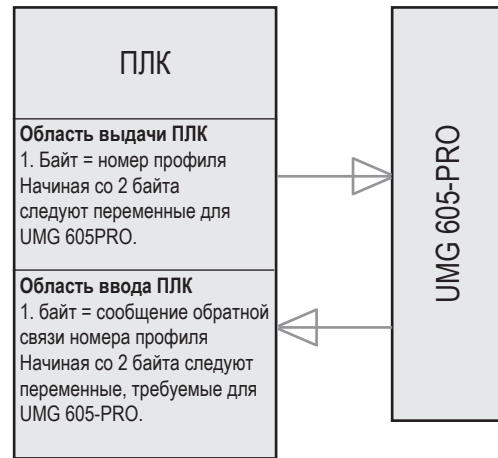 ПЛК
Область выдачи ПЛК
1. Байт = номер профиля
Начиная со 2 байта
следуют переменные для
UMG 605PRO.
Область ввода ПЛК
1. байт = сообщение обратной
связи номера профиля
Начиная со 2 байта следуют
переменные, требуемые для
UMG 605-PRO.
UMG 605-PRO